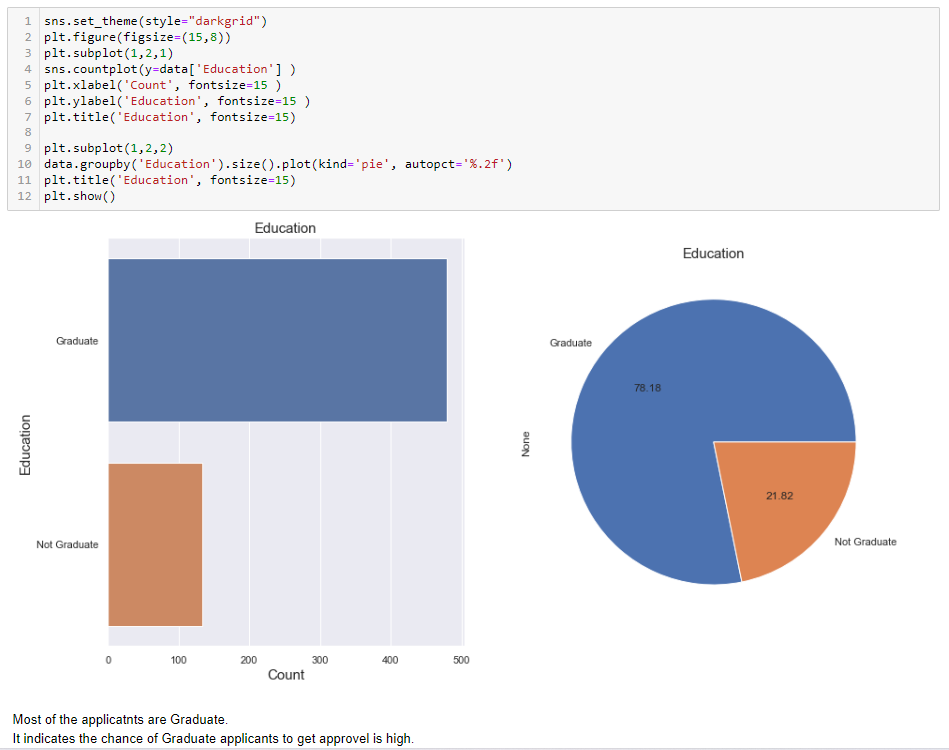 1 sns.set_theme(style="darkgrid")
2 plt.figure(figsize=(15,8))
3 plt.subplot(1,2,1)
4 sns.countplot(y=data['Education'] )
5 plt.xlabel('Count', fontsize=15 )
6 plt.ylabel('Education', fontsize=15 )
7 plt.title('Education', fontsize=15)
8
9 plt.subplot(1,2,2)
10 data.groupby('Education').size().plot(kind='pie', autopct='%.2f')
11 plt.title('Education', fontsize=15)
12 plt.show()
Education
Graduate
Not Graduate
Education
0 100 200 300 400 500
Count
Education
Graduate
78.18
None
21.82
Not Graduate
Most of the applicatnts are Graduate.
It indicates the chance of Graduate applicants to get approvel is high.